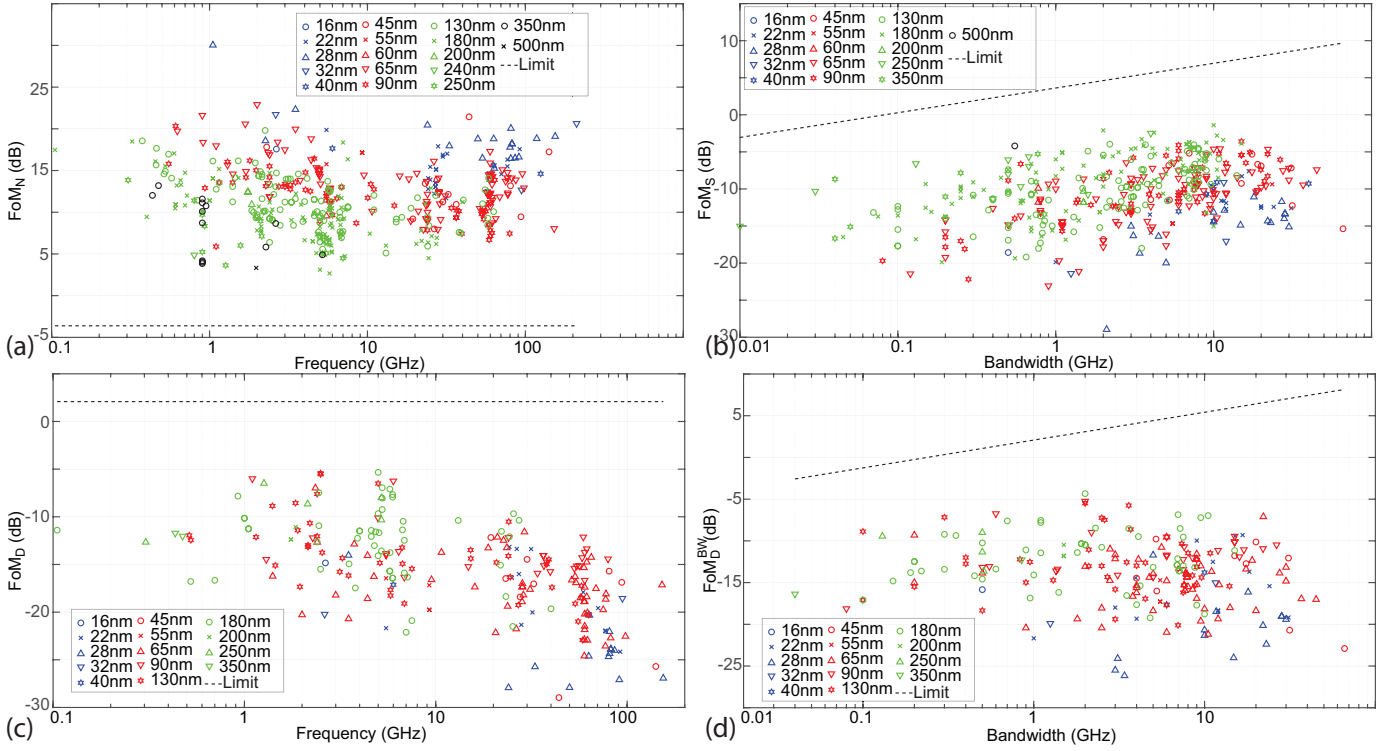 16nm 45nm 130nm 350nm
22nm 55nm 180nm 500nm
28nm 60nm 200nm Limit
32nm 65nm 240nm
40nm 90nm 250nm
25
15
5
-5
FoM_N (dB)
0.1 1 10 100
Frequency (GHz)
(a)
16nm 45nm 130nm 500nm
22nm 55nm 180nm Limit
28nm 60nm 200nm
32nm 65nm 250nm
40nm 90nm 350nm
10
0
-10
-20
-30
FoM_S (dB)
0.01 0.1 1 10
Bandwidth (GHz)
(b)
0
-10
-20
-30
FoM_D (dB)
16nm 45nm 180nm
22nm 55nm 200nm
28nm 65nm 250nm
32nm 90nm 350nm
40nm 130nm Limit
0.1 1 10 100
Frequency (GHz)
(c)
5
-5
-15
-25
FoM_D^BW (dB)
16nm 45nm 180nm
22nm 55nm 200nm
28nm 65nm 250nm
32nm 90nm 350nm
40nm 130nm Limit
0.01 0.1 1 10
Bandwidth (GHz)
(d)